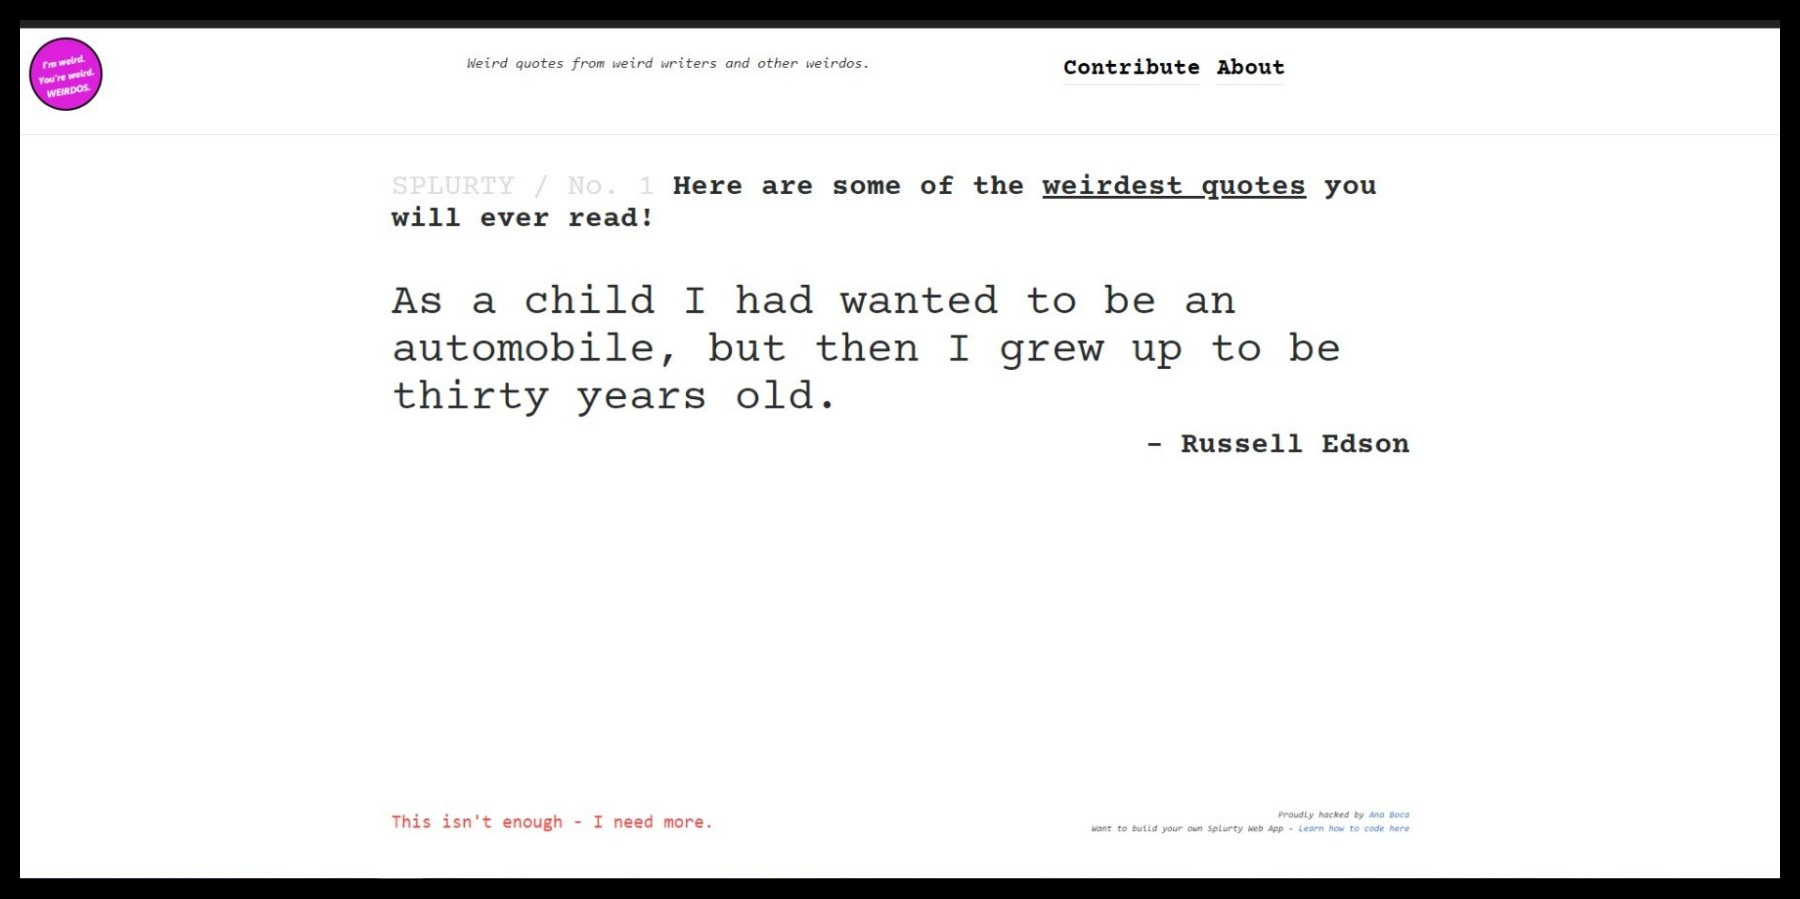 I'm weird.
You're weird.
WEIRDOS.
Weird quotes from weird writers and other weirdos.
Contribute About
SPLURTY / No. 1 Here are some of the weirdest quotes you
will ever read!
As a child I had wanted to be an
automobile, but then I grew up to be
thirty years old.
– Russell Edson
This isn't enough - I need more.
Proudly hacked by Ana Boca
Want to build your own Splurty Web App - Learn how to code here